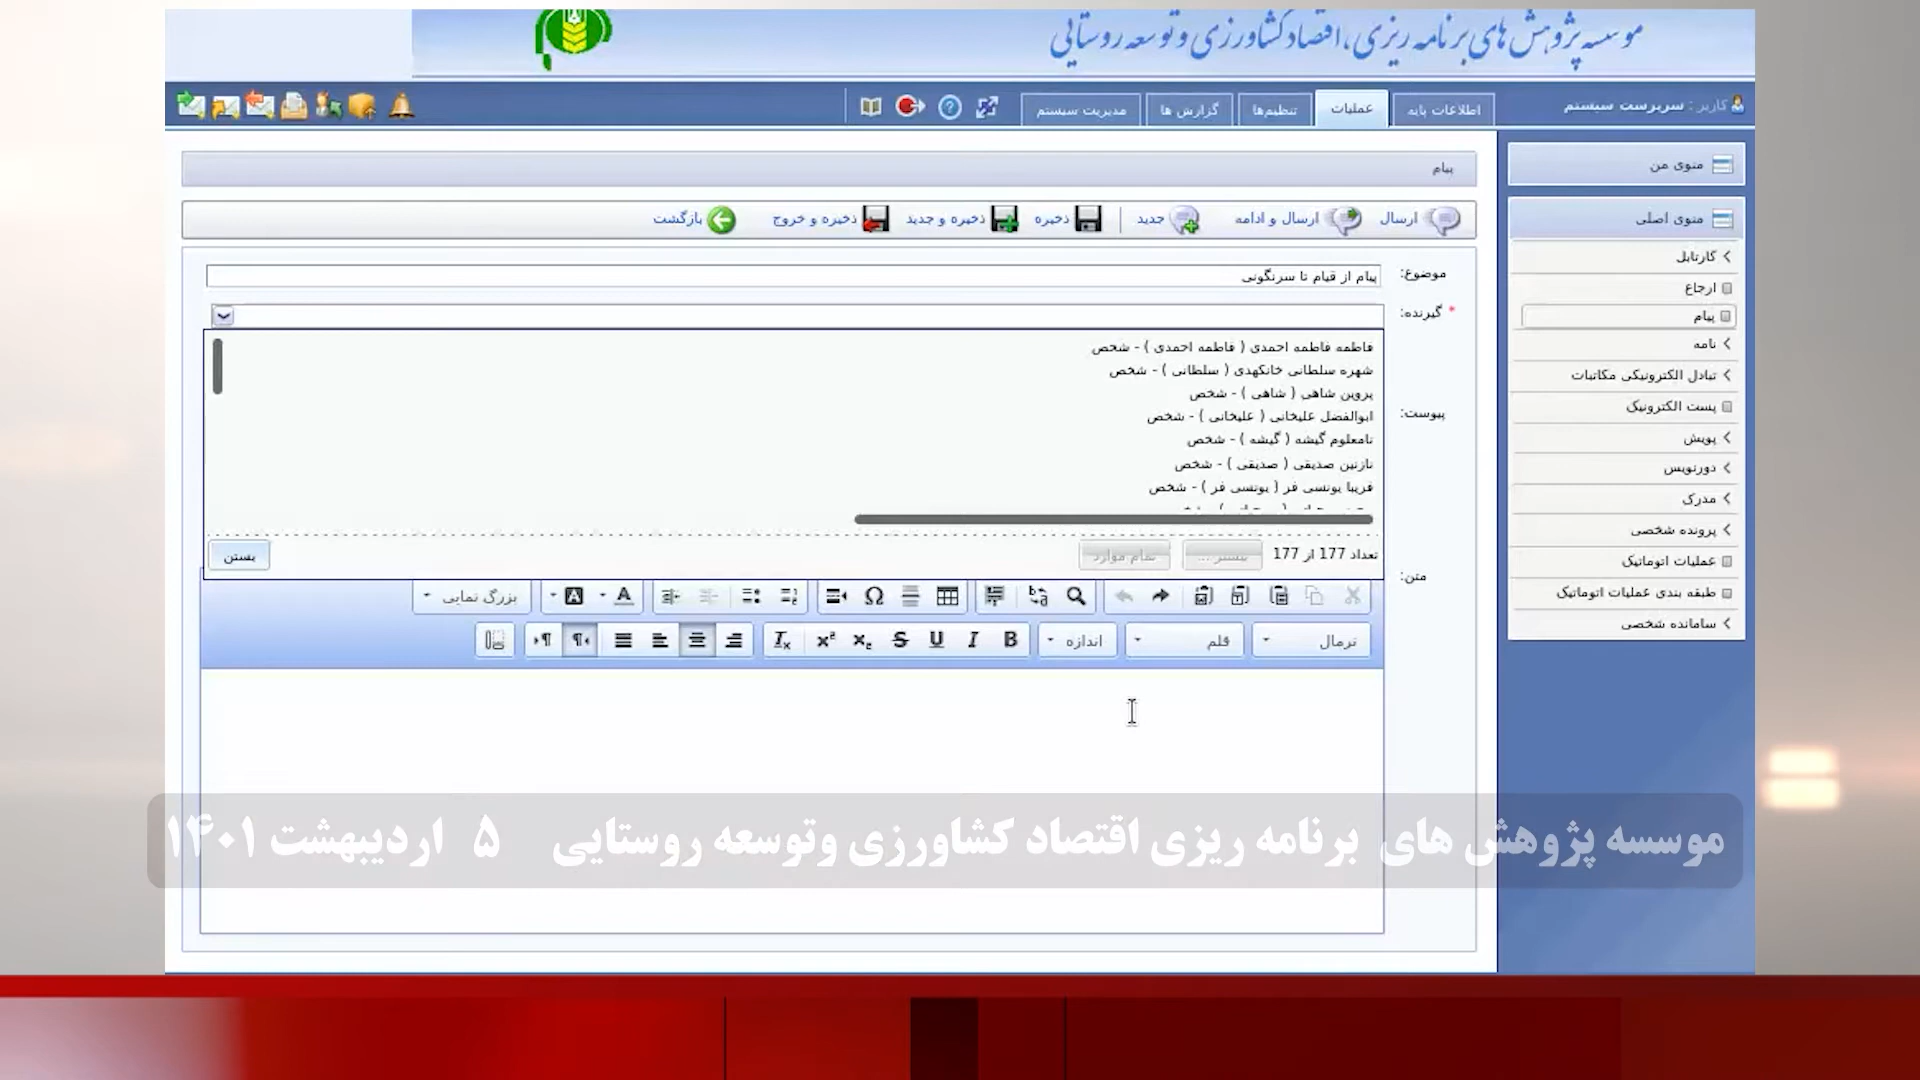 موسسه پژوهش های برنامه ریزی، اقتصاد کشاورزی و توسعه روستایی
کاربر : سرپرست سیستم
اطلاعات پایه
عملیات
تنظیم‌ها
گزارش ها
مدیریت سیستم
منوی من
منوی اصلی
کارتابل
ارجاع
پیام
نامه
تبادل الکترونیکی مکاتبات
پست الکترونیک
پویش
دورنویس
مدرک
پرونده شخصی
عملیات اتوماتیک
طبقه بندی عملیات اتوماتیک
سامانده شخصی
پیام
ارسال
ارسال و ادامه
جدید
ذخیره
ذخیره و جدید
ذخیره و خروج
بازگشت
موضوع:
پیام از قیام تا سرنگونی
* گیرنده:
فاطمه فاطمه احمدی ( فاطمه احمدی ) - شخص
شهره سلطانی خانکهدی ( سلطانی ) - شخص
پروین شاهی ( شاهی ) - شخص
ابوالفضل علیخانی ( علیخانی ) - شخص
نامعلوم گیشه ( گیشه ) - شخص
نازنین صدیقی ( صدیقی ) - شخص
فریبا یونسی فر ( یونسی فر ) - شخص
پیوست:
تعداد 177 از 177
بیشتر ...
تمام موارد
بستن
متن:
بزرگ نمایی
نرمال
قلم
اندازه
موسسه پژوهش های برنامه ریزی اقتصاد کشاورزی وتوسعه روستایی ۵ اردیبهشت ۱۴۰۱